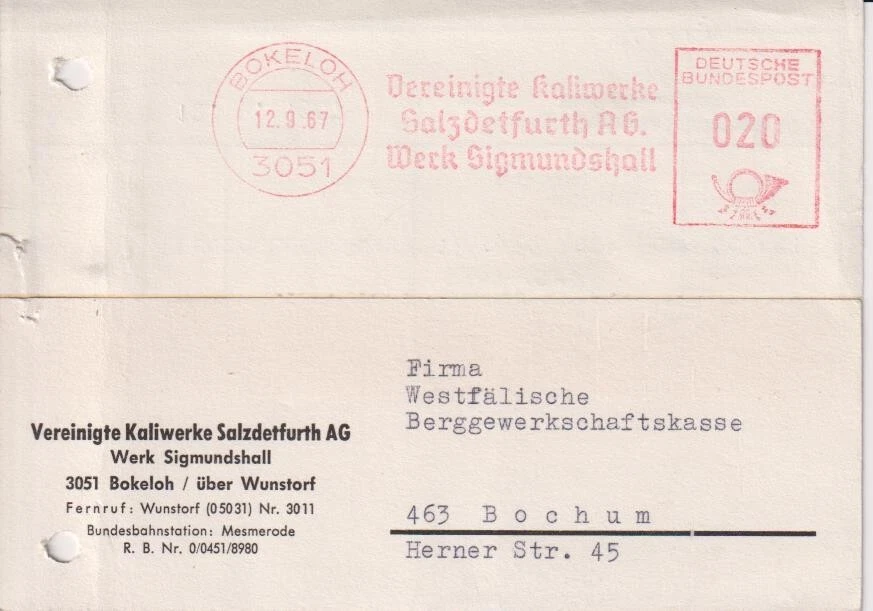 BOKELOH
12.9.67
3051
Vereinigte Kaliwerke
Salzdetfurth AG.
Werk Sigmundshall
DEUTSCHE
BUNDESPOST
020
Vereinigte Kaliwerke Salzdetfurth AG
Werk Sigmundshall
3051 Bokeloh / über Wunstorf
Fernruf: Wunstorf (05031) Nr. 3011
Bundesbahnstation: Mesmerode
R. B. Nr. 0/0451/8980
Firma
Westfälische
Berggewerkschaftskasse
463 Bochum
Herner Str. 45